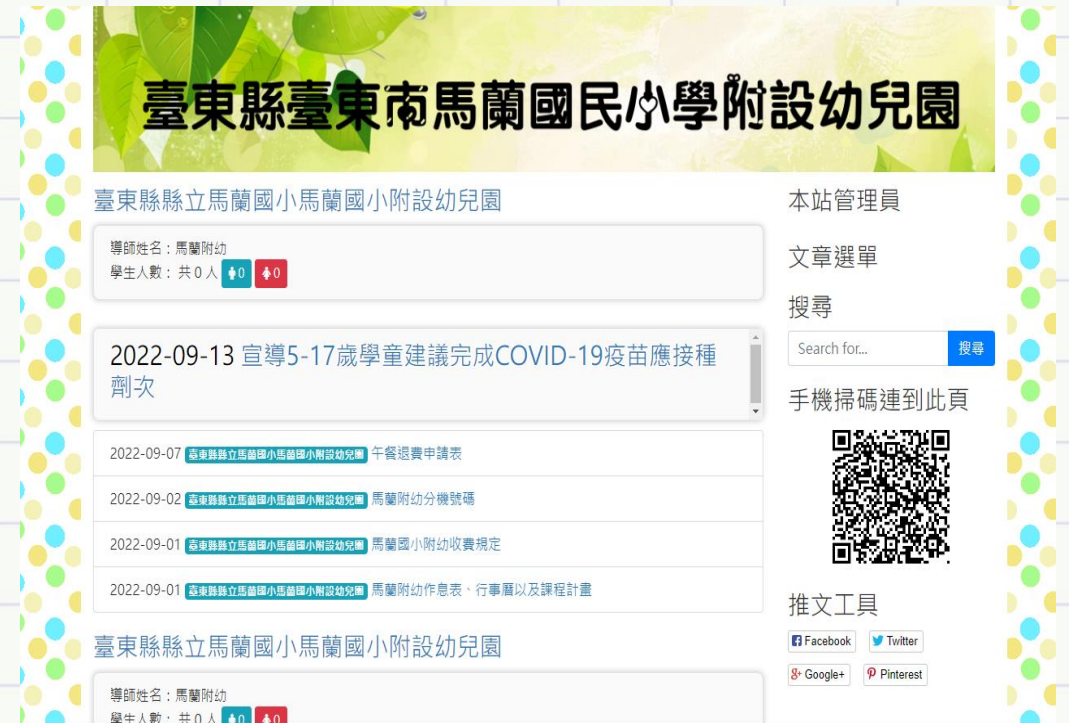 臺東縣臺東市馬蘭國民小學附設幼兒園
臺東縣縣立馬蘭國小馬蘭國小附設幼兒園
導師姓名：馬蘭附幼
學生人數： 共 0 人 0 0
2022-09-13 宣導5-17歲學童建議完成COVID-19疫苗應接種
劑次
2022-09-07 臺東縣縣立馬蘭國小馬蘭國小附設幼兒園 午餐退費申請表
2022-09-02 臺東縣縣立馬蘭國小馬蘭國小附設幼兒園 馬蘭附幼分機號碼
2022-09-01 臺東縣縣立馬蘭國小馬蘭國小附設幼兒園 馬蘭國小附幼收費規定
2022-09-01 臺東縣縣立馬蘭國小馬蘭國小附設幼兒園 馬蘭附幼作息表、行事曆以及課程計畫
臺東縣縣立馬蘭國小馬蘭國小附設幼兒園
導師姓名：馬蘭附幼
學生人數： 共 0 人 0 0
本站管理員
文章選單
搜尋
Search for... 搜尋
手機掃碼連到此頁
推文工具
Facebook Twitter
Google+ Pinterest